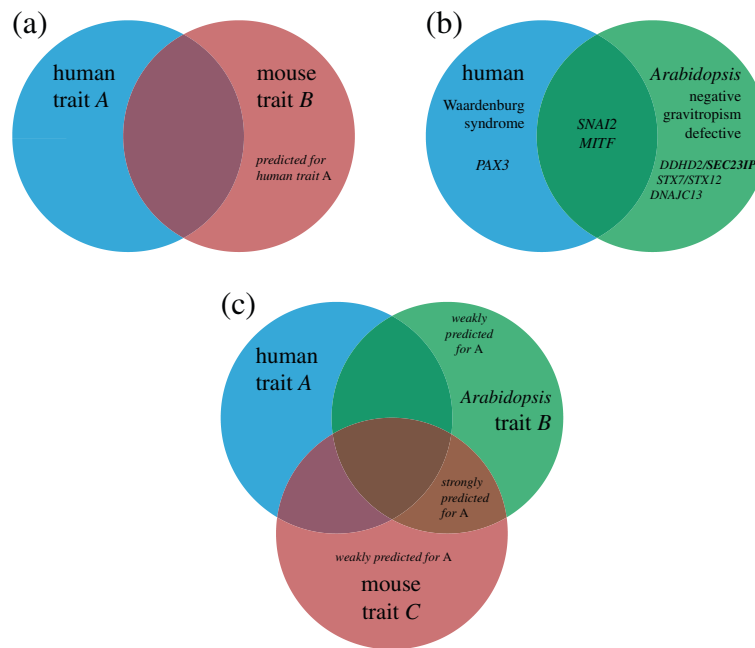 (a)
human
trait A
mouse
trait B
predicted for
human trait A
(b)
human
Waardenburg
syndrome
PAX3
SNAI2
MITF
Arabidopsis
negative
gravitropism
defective
DDHD2/SEC23IP
STX7/STX12
DNAJC13
(c)
human
trait A
weakly
predicted
for A
Arabidopsis
trait B
strongly
predicted
for A
weakly predicted for A
mouse
trait C